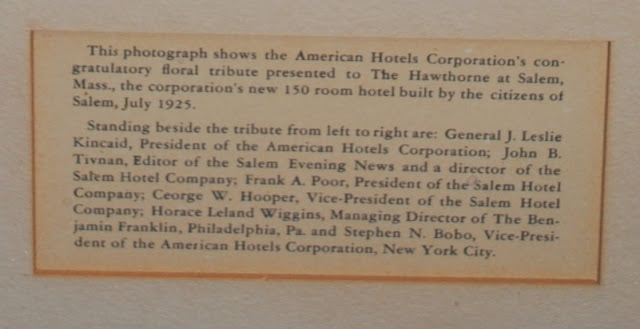 This photograph shows the American Hotels Corporation's con-
gratulatory floral tribute presented to The Hawthorne at Salem,
Mass., the corporation's new 150 room hotel built by the citizens of
Salem, July 1925.
Standing beside the tribute from left to right are: General J. Leslie
Kincaid, President of the American Hotels Corporation; John B.
Tivnan, Editor of the Salem Evening News and a director of the
Salem Hotel Company; Frank A. Poor, President of the Salem Hotel
Company; Ceorge W. Hooper, Vice-President of the Salem Hotel
Company; Horace Leland Wiggins, Managing Director of The Ben-
jamin Franklin, Philadelphia, Pa. and Stephen N. Bobo, Vice-Presi-
dent of the American Hotels Corporation, New York City.